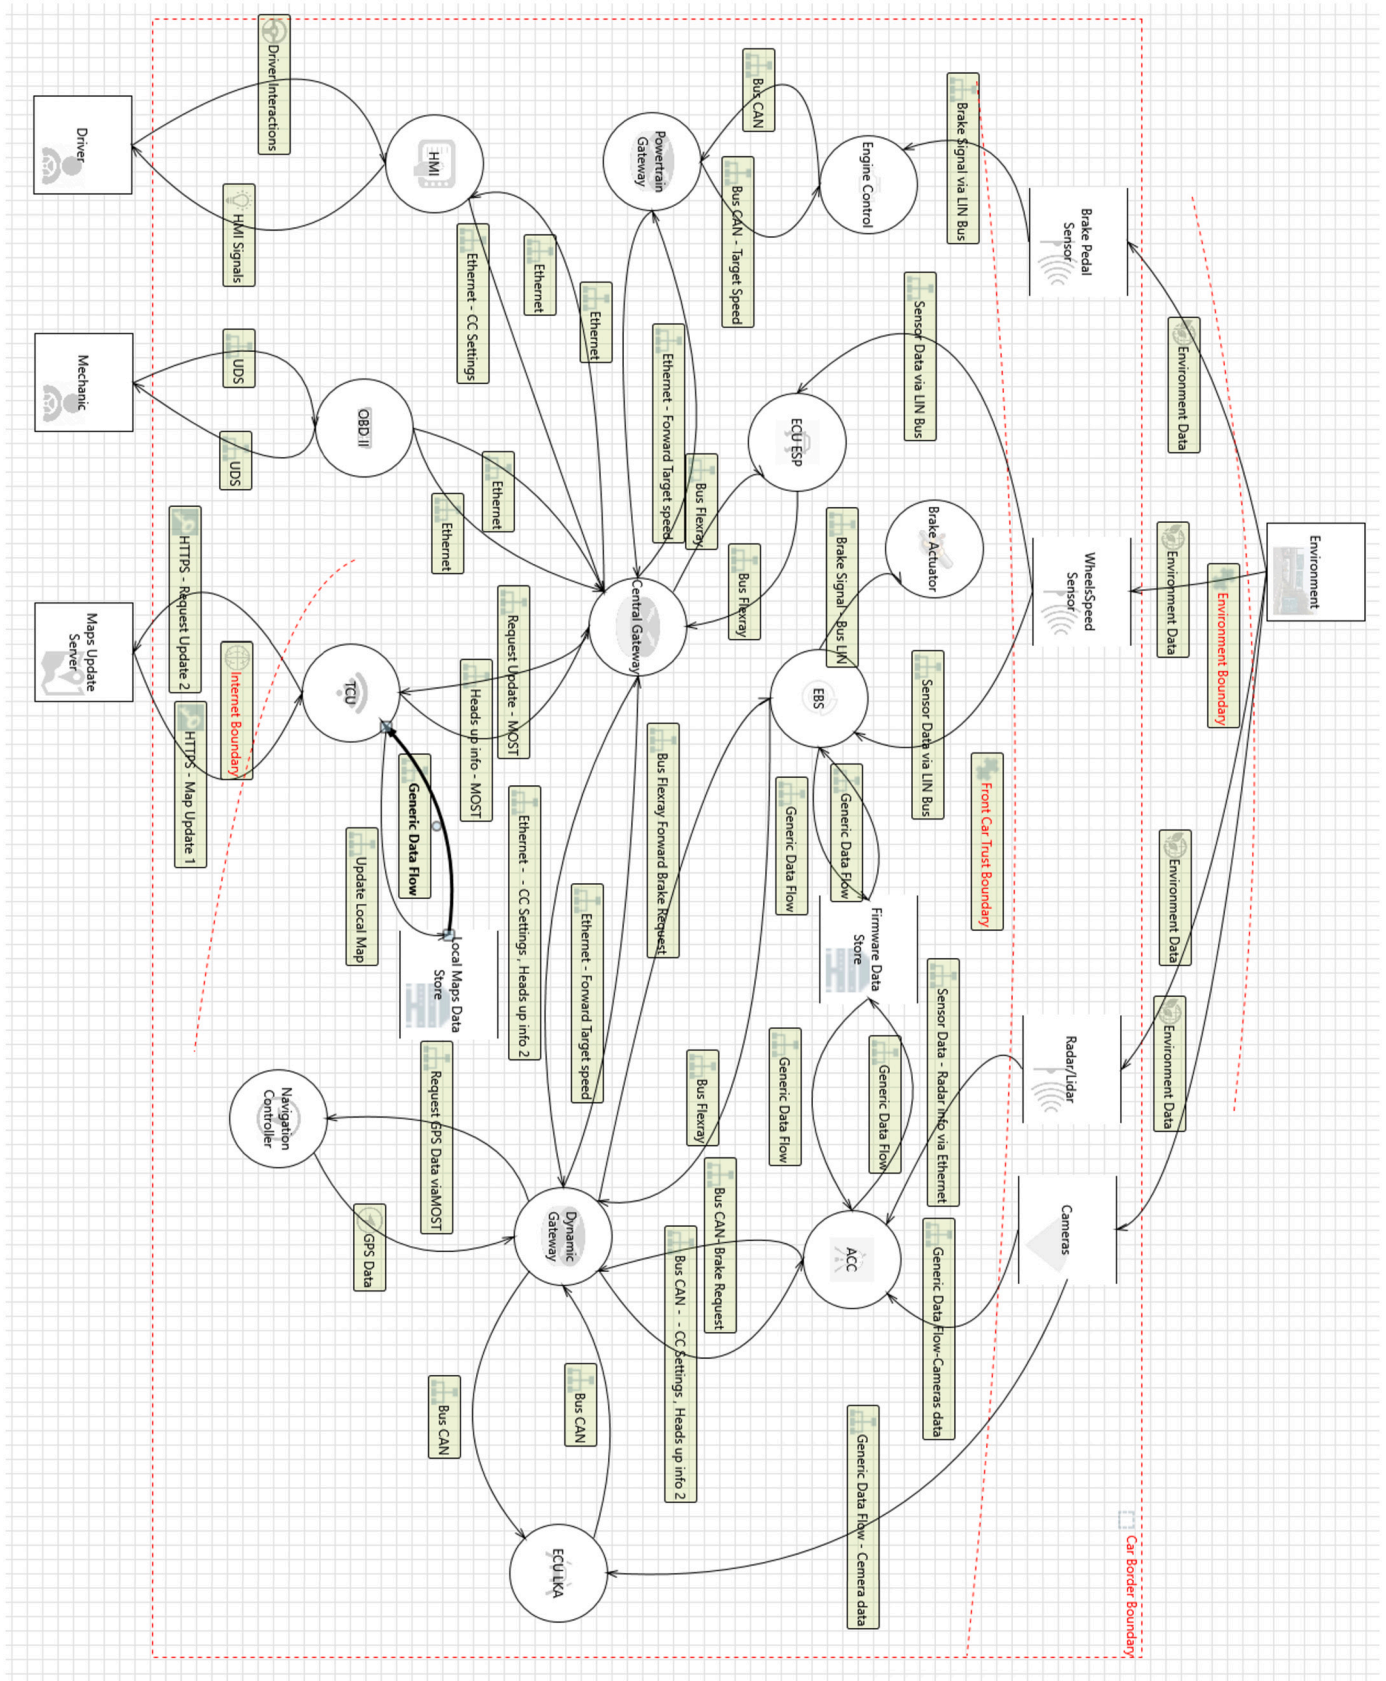 Driver
Mechanic
Maps Update
Server
Driver Interactions
HMI Signals
UDS
UDS
HTTPS - Request Update 2
HTTPS - Map Update 1
Internet Boundary
HMI
OBD II
TCU
Navigation
Controller
GPS Data
Update Local Map
Generic Data Flow
Local Maps Data
Store
Request GPS Data viaMOST
Ethernet - CC Settings
Ethernet
Ethernet
Ethernet
Ethernet
Request Update - MOST
Heads up info - MOST
Ethernet - - CC Settings , Heads up info 2
Ethernet - Forward Target speed
Bus CAN
Bus CAN
ECU LKA
Dynamic
Gateway
Central Gateway
Powertrain
Gateway
Ethernet - Forward Target speed
Bus Flexray
Bus Flexray
Bus Flexray Forward Brake Request
Bus Flexray
Bus CAN- Brake Request
Bus CAN - - CC Settings , Heads up info 2
Bus CAN
Bus CAN - Target Speed
Engine Control
ECU ESP
Brake Actuator
Brake Signal - Bus LIN
EBS
Generic Data Flow
Generic Data Flow
Firmware Data
Store
Generic Data Flow
Generic Data Flow
ACC
Brake Signal via LIN Bus
Sensor Data via LIN Bus
Sensor Data via LIN Bus
Sensor Data - Radar info via Ethernet
Generic Data Flow-Cameras data
Generic Data Flow - Cemera data
Front Car Trust Boundary
Brake Pedal
Sensor
WheelsSpeed
Sensor
Radar/Lidar
Cameras
Environment Data
Environment Data
Environment Data
Environment Data
Environment Boundary
Environment
Car Border Boundary